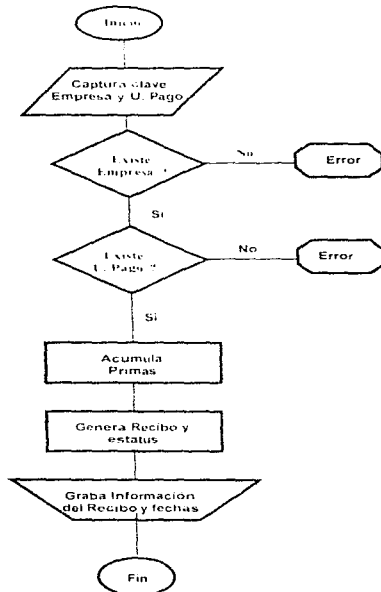 Inicio
Captura clave
Empresa y U. Pago
Existe
Empresa ?
No
Error
Si
Existe
U. Pago ?
No
Error
Si
Acumula
Primas
Genera Recibo y
estatus
Graba Información
del Recibo y fechas
Fin